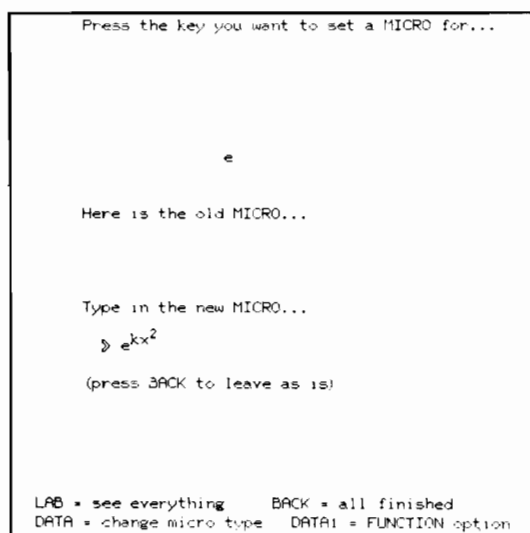 Press the key you want to set a MICRO for...
e
Here is the old MICRO...
Type in the new MICRO...
> e^kx^2
(press BACK to leave as is)
LAB = see everything BACK = all finished
DATA = change micro type DATA1 = FUNCTION option